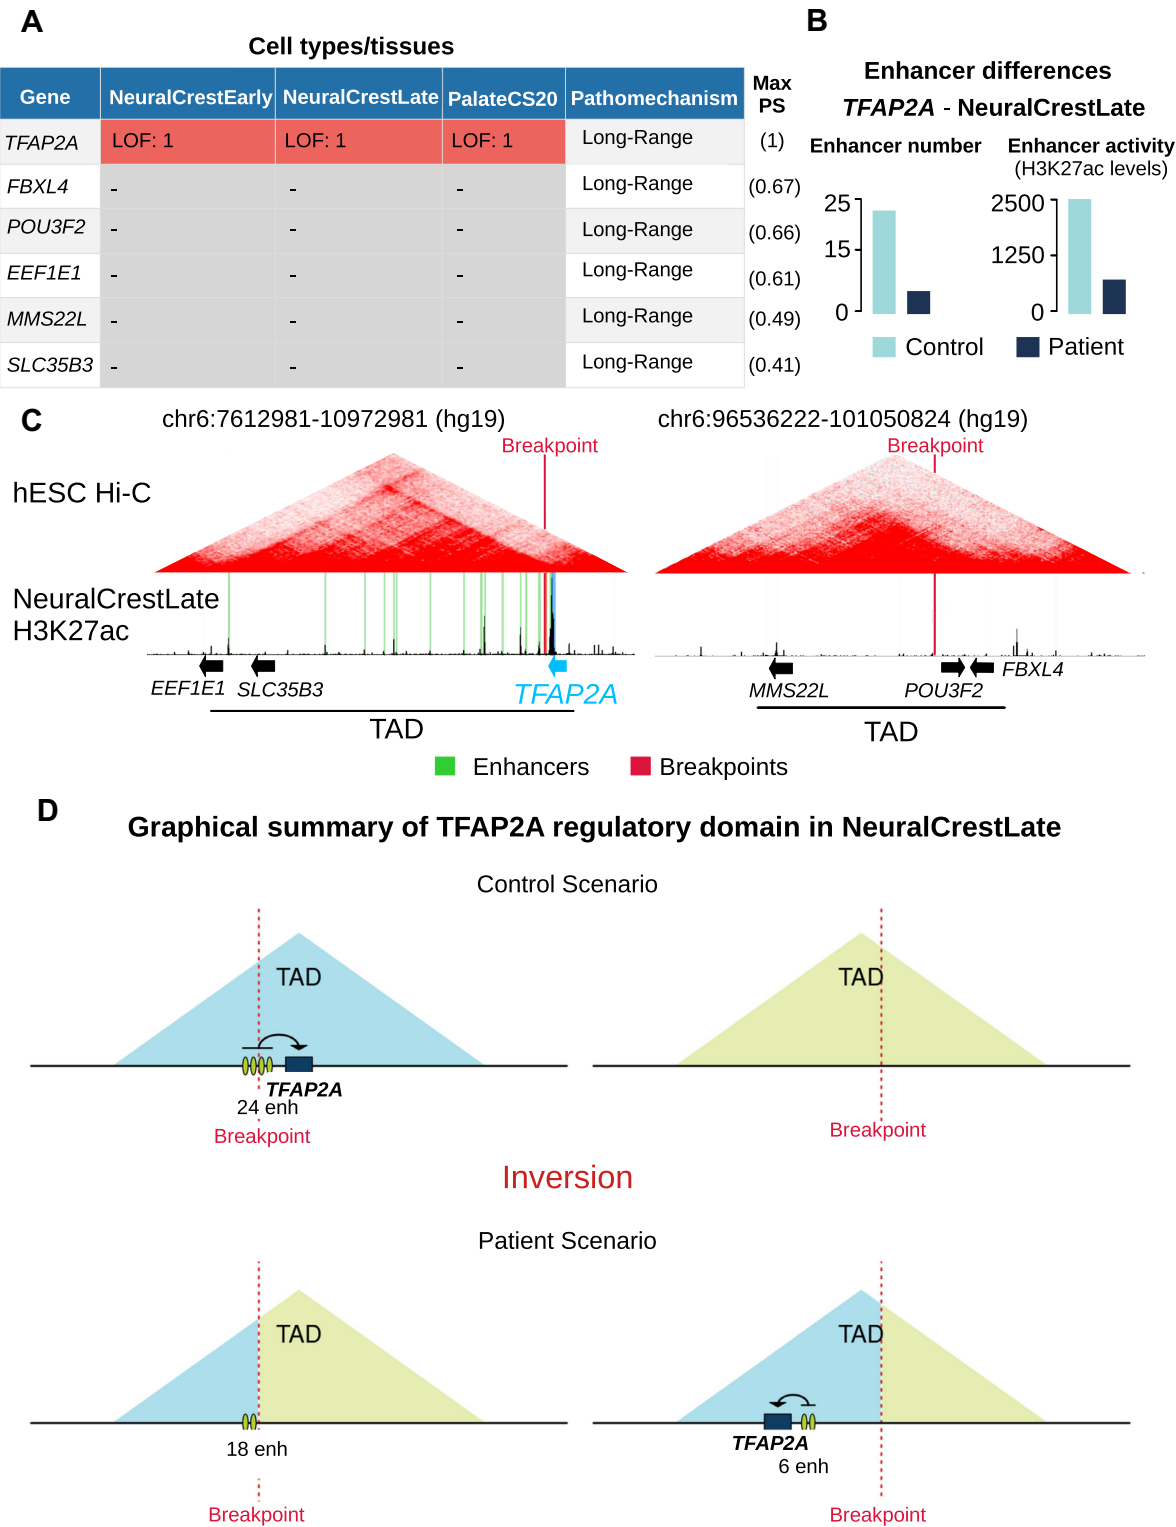 A
Cell types/tissues
Gene NeuralCrestEarly NeuralCrestLate PalateCS20 Pathomechanism Max PS
TFAP2A LOF: 1 LOF: 1 LOF: 1 Long-Range (1)
FBXL4 - - - Long-Range (0.67)
POU3F2 - - - Long-Range (0.66)
EEF1E1 - - - Long-Range (0.61)
MMS22L - - - Long-Range (0.49)
SLC35B3 - - - Long-Range (0.41)
B
Enhancer differences
TFAP2A - NeuralCrestLate
Enhancer number Enhancer activity
(H3K27ac levels)
25 2500
15 1250
0 0
Control Patient
C
chr6:7612981-10972981 (hg19) chr6:96536222-101050824 (hg19)
Breakpoint Breakpoint
hESC Hi-C
NeuralCrestLate
H3K27ac
EEF1E1 SLC35B3 TFAP2A MMS22L POU3F2 FBXL4
TAD TAD
Enhancers Breakpoints
D
Graphical summary of TFAP2A regulatory domain in NeuralCrestLate
Control Scenario
TAD TAD
TFAP2A
24 enh
Breakpoint Breakpoint
Inversion
Patient Scenario
TAD TAD
TFAP2A
18 enh 6 enh
Breakpoint Breakpoint